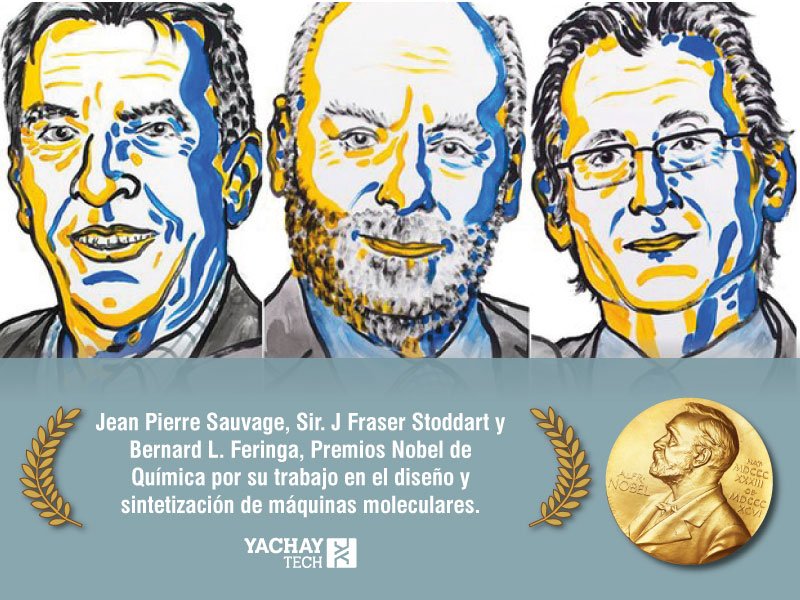 Jean Pierre Sauvage, Sir. J Fraser Stoddart y
Bernard L. Feringa, Premios Nobel de
Química por su trabajo en el diseño y
sintetización de máquinas moleculares.
YACHAY
TECH
ALFR.
NOBEL
NAT.
MDCCC
XXXIII
OB.
MDCCC
XCVI